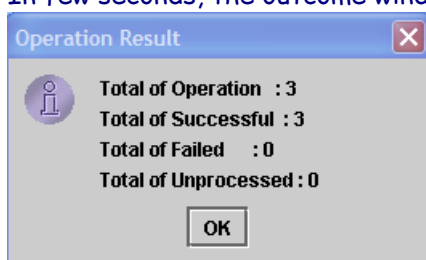 In few seconds, the outcome wind
Operation Result
Total of Operation : 3
Total of Successful : 3
Total of Failed : 0
Total of Unprocessed : 0
OK